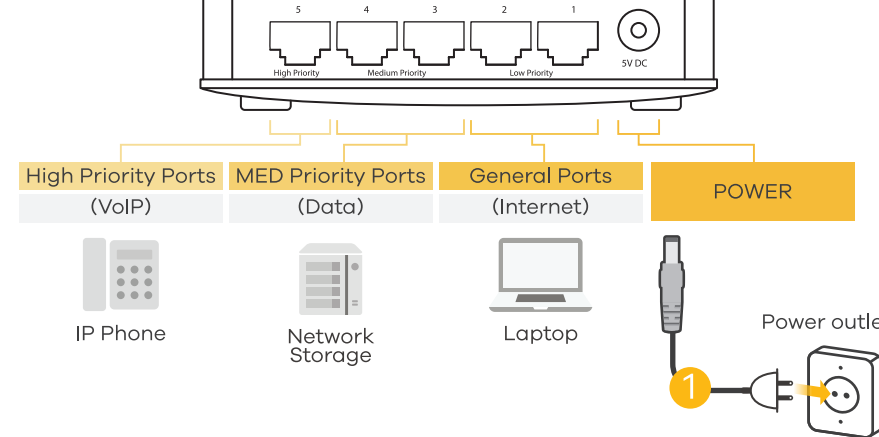 5 4 3 2 1
5V DC
High Priority Medium Priority Low Priority
High Priority Ports MED Priority Ports General Ports POWER
(VoIP) (Data) (Internet)
IP Phone Network Storage Laptop
Power outle
1